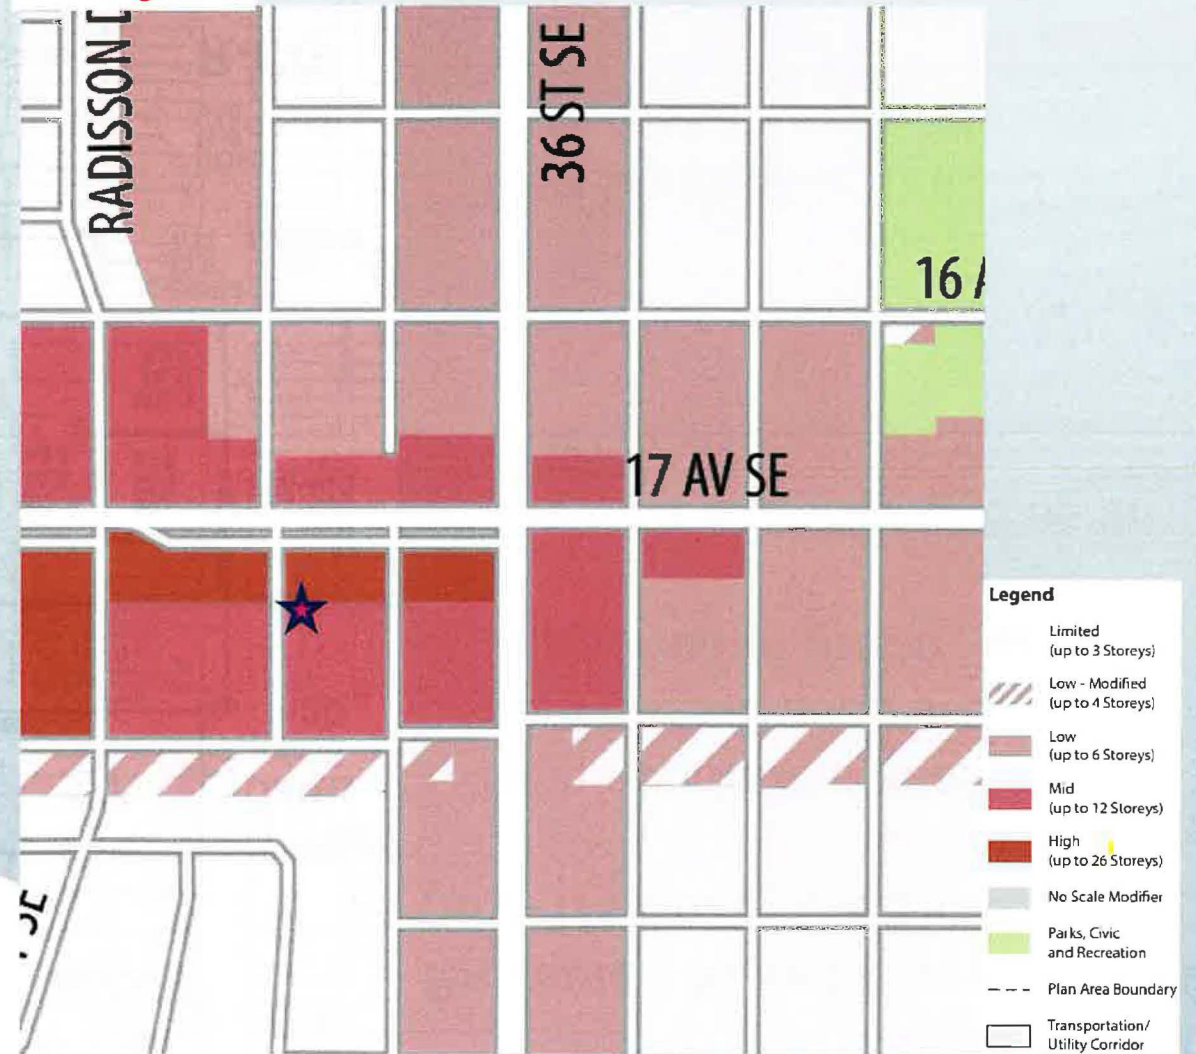 RADISSON D
36 ST SE
16 A
17 AV SE
SE
Legend
Limited
(up to 3 Storeys)
Low - Modified
(up to 4 Storeys)
Low
(up to 6 Storeys)
Mid
(up to 12 Storeys)
High
(up to 26 Storeys)
No Scale Modifier
Parks, Civic
and Recreation
Plan Area Boundary
Transportation/
Utility Corridor